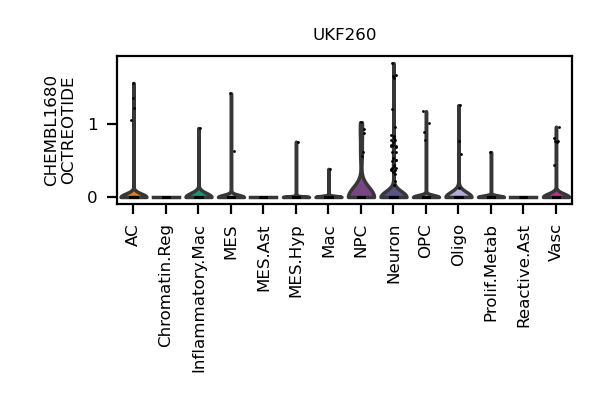 UKF260
CHEMBL1680
OCTREOTIDE
1
0
AC
Chromatin.Reg
Inflammatory.Mac
MES
MES.Ast
MES.Hyp
Mac
NPC
Neuron
OPC
Oligo
Prolif.Metab
Reactive.Ast
Vasc